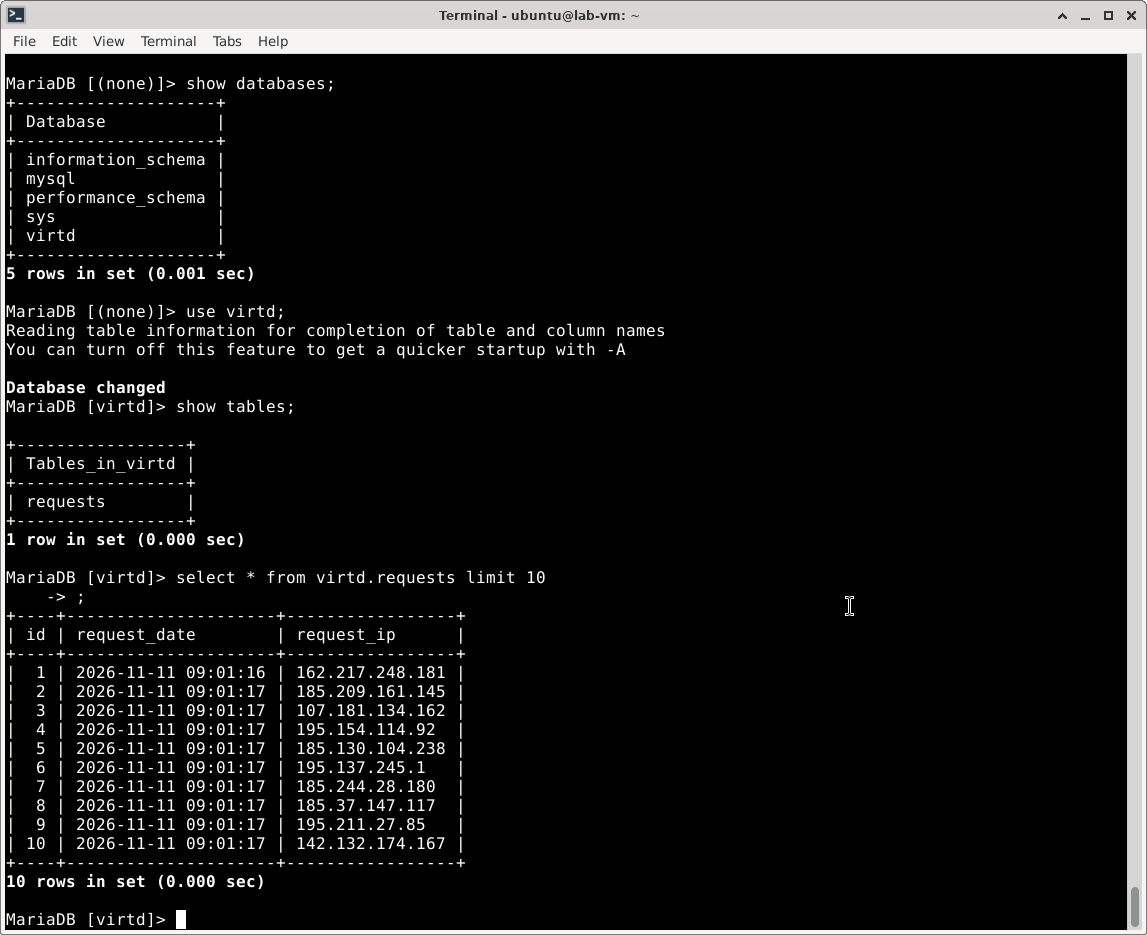 Terminal - ubuntu@lab-vm: ~
File Edit View Terminal Tabs Help
MariaDB [(none)]> show databases;
+--------------------+
| Database           |
+--------------------+
| information_schema |
| mysql              |
| performance_schema |
| sys                |
| virtd              |
+--------------------+
5 rows in set (0.001 sec)
MariaDB [(none)]> use virtd;
Reading table information for completion of table and column names
You can turn off this feature to get a quicker startup with -A
Database changed
MariaDB [virtd]> show tables;
+-----------------+
| Tables_in_virtd |
+-----------------+
| requests        |
+-----------------+
1 row in set (0.000 sec)
MariaDB [virtd]> select * from virtd.requests limit 10
    -> ;
+----+---------------------+-----------------+
| id | request_date        | request_ip      |
+----+---------------------+-----------------+
|  1 | 2026-11-11 09:01:16 | 162.217.248.181 |
|  2 | 2026-11-11 09:01:17 | 185.209.161.145 |
|  3 | 2026-11-11 09:01:17 | 107.181.134.162 |
|  4 | 2026-11-11 09:01:17 | 195.154.114.92  |
|  5 | 2026-11-11 09:01:17 | 185.130.104.238 |
|  6 | 2026-11-11 09:01:17 | 195.137.245.1   |
|  7 | 2026-11-11 09:01:17 | 185.244.28.180  |
|  8 | 2026-11-11 09:01:17 | 185.37.147.117  |
|  9 | 2026-11-11 09:01:17 | 195.211.27.85   |
| 10 | 2026-11-11 09:01:17 | 142.132.174.167 |
+----+---------------------+-----------------+
10 rows in set (0.000 sec)
MariaDB [virtd]>